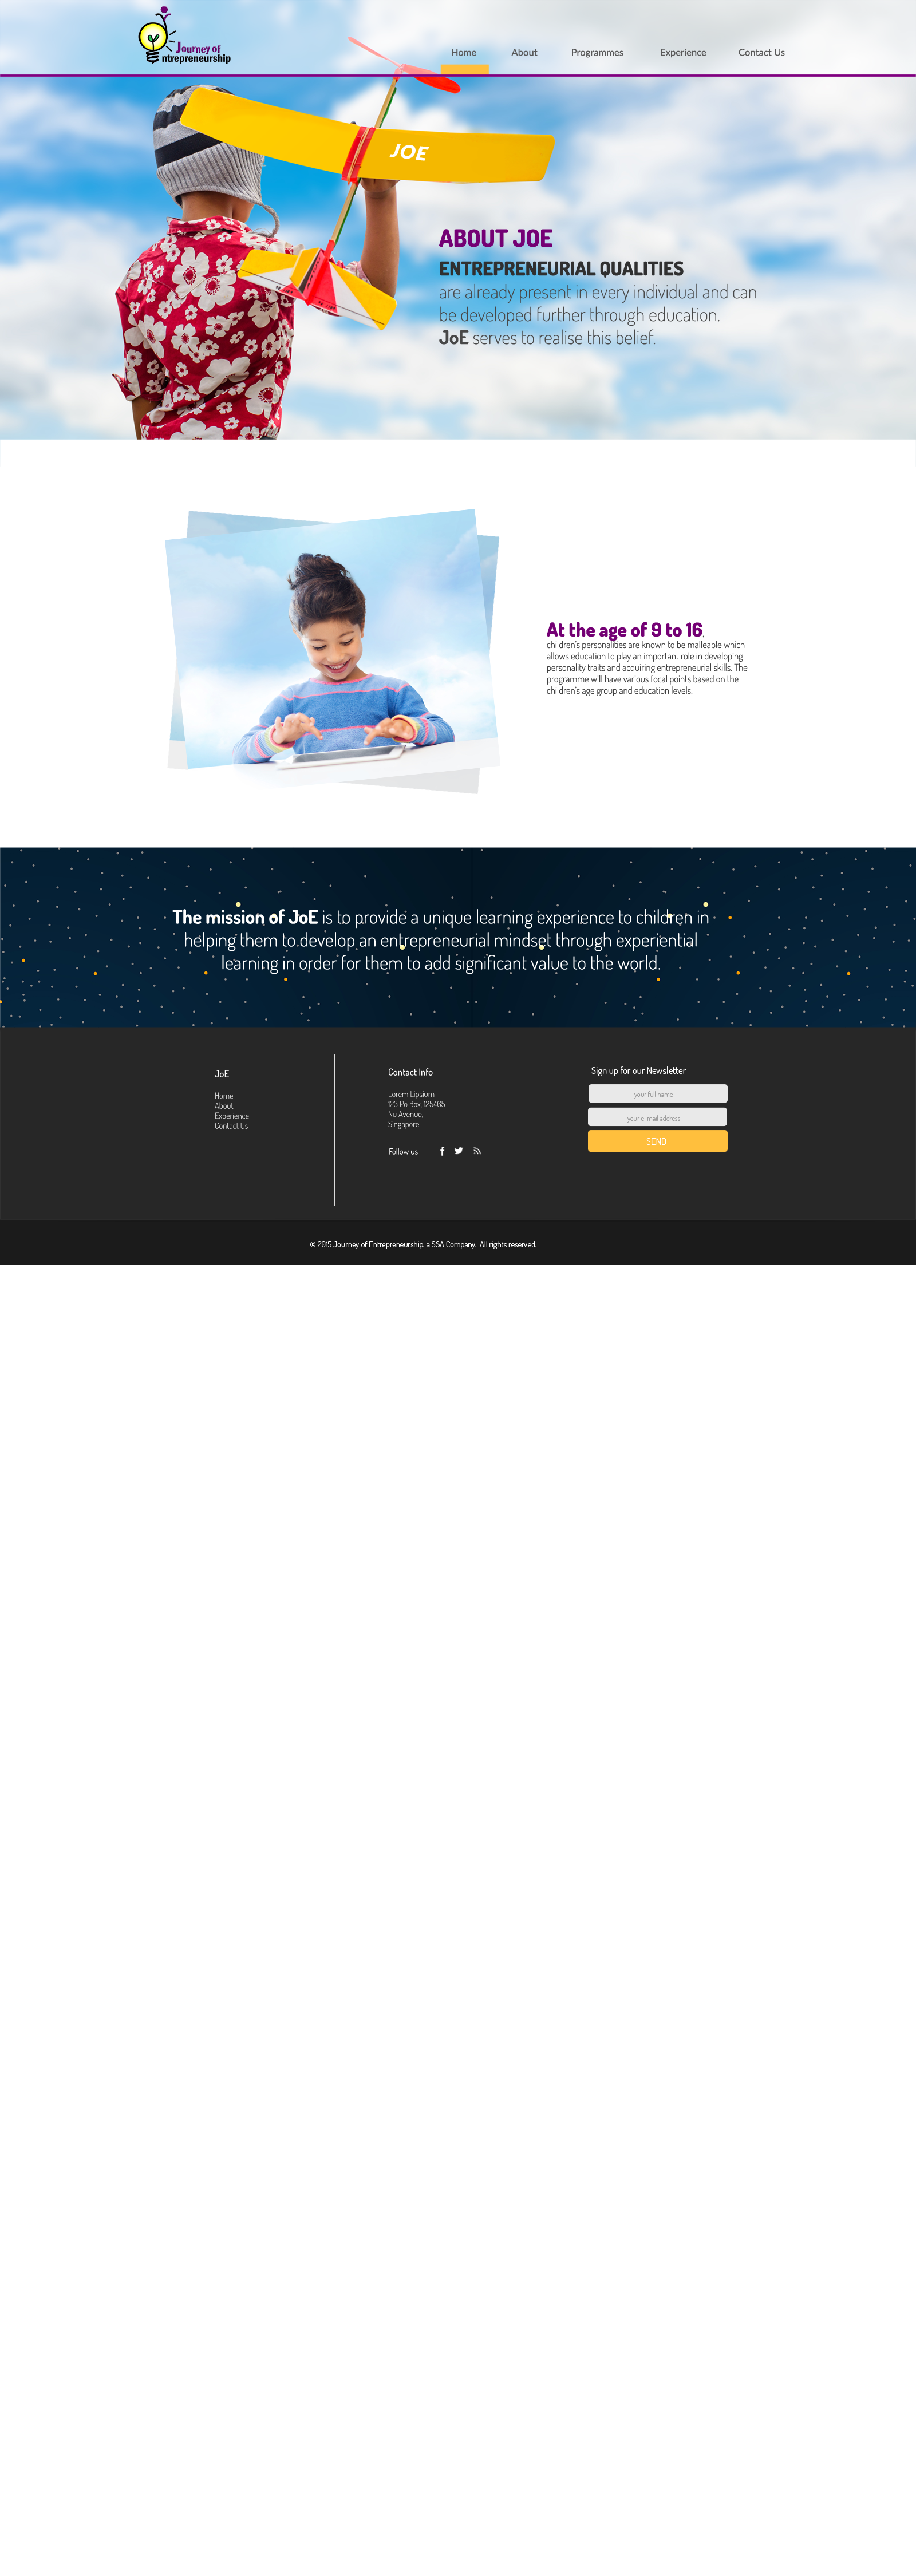 Journey of
ntrepreneurship
Home About Programmes Experience Contact Us
JOE
ABOUT JOE
ENTREPRENEURIAL QUALITIES
are already present in every individual and can
be developed further through education.
JoE serves to realise this belief.
At the age of 9 to 16,
children's personalities are known to be malleable which
allows education to play an important role in developing
personality traits and acquiring entrepreneurial skills. The
programme will have various focal points based on the
children's age group and education levels.
The mission of JoE is to provide a unique learning experience to children in
helping them to develop an entrepreneurial mindset through experiential
learning in order for them to add significant value to the world.
JoE
Home
About
Experience
Contact Us
Contact Info
Lorem Lipsium
123 Po Box, 125465
Nu Avenue,
Singapore
Follow us
Sign up for our Newsletter
your full name
your e-mail address
SEND
© 2015 Journey of Entrepreneurship. a SSA Company. All rights reserved.